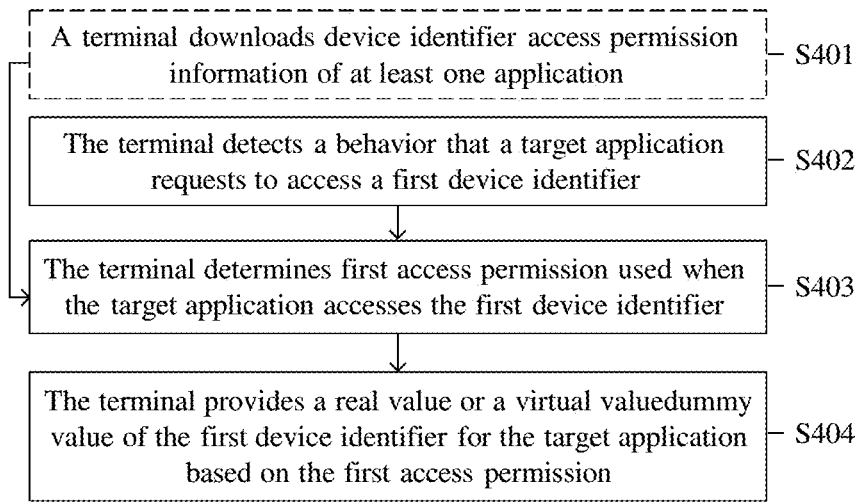 A terminal downloads device identifier access permission
information of at least one application
S401
The terminal detects a behavior that a target application
requests to access a first device identifier
S402
The terminal determines first access permission used when
the target application accesses the first device identifier
S403
The terminal provides a real value or a virtual valuedummy
value of the first device identifier for the target application
based on the first access permission
S404